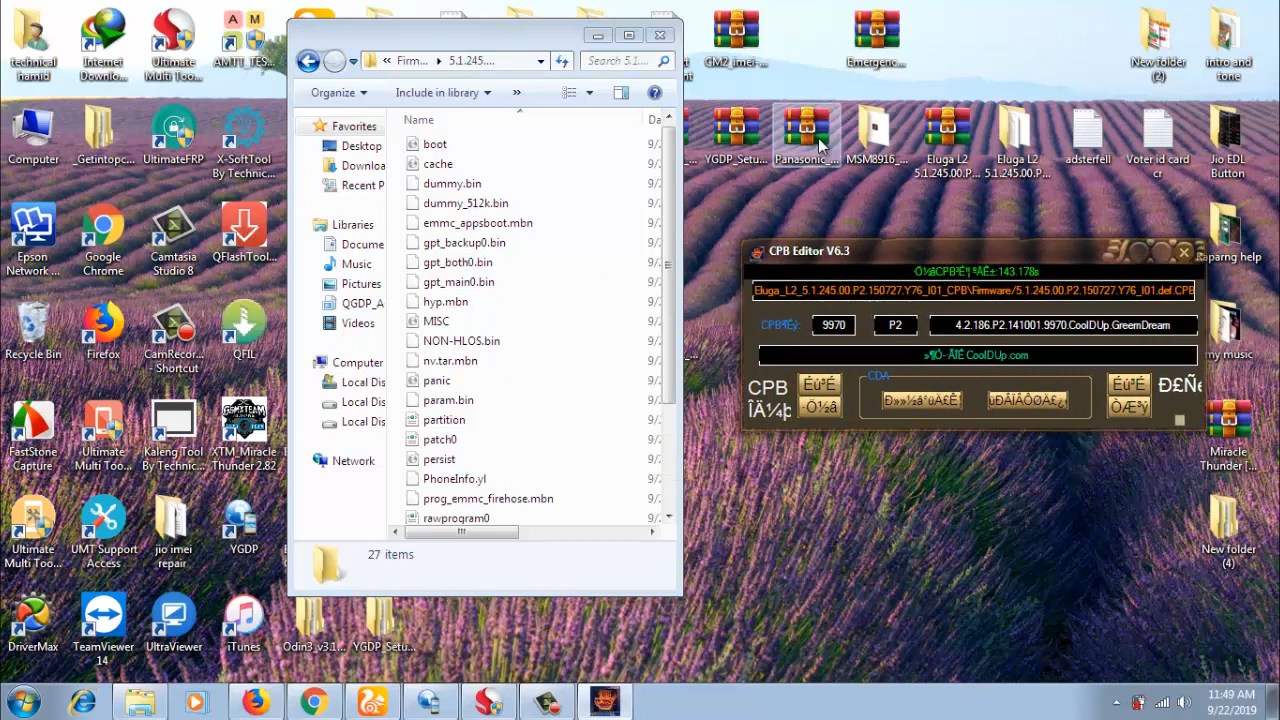 technical
hamid
Internet
Downlo...
Ultimate
Multi Too...
AMTT_TES...
CM2_imei-...
Emergenc...
New folder
(2)
intro and
tone
Computer
_Getintopc...
UltimateFRP
X-SoftTool
By Technic...
YGDP_Setu...
Panasonic_...
MSM8916_...
Eluga L2
5.1.245.00.P...
Eluga L2
5.1.245.00.P...
adsterfell
Voter id card
cr
Jio EDL
Button
Epson
Network ...
Google
Chrome
Camtasia
Studio 8
QFlashTool...
Recycle Bin
Firefox
CamRecor...
Shortcut
QFIL
my music
FastStone
Capture
Ultimate
Multi Too...
Kaleng Tool
By Technic...
XTM_Miracle
Thunder 2.82
Miracle
Thunder [...
Ultimate
Multi Too...
UMT Support
Access
jio imei
repair
YGDP
New folder
(4)
DriverMax
TeamViewer
14
UltraViewer
iTunes
Odin3_v3.1...
YGDP_Setu...
« Firm... ▸ 5.1.245....
Search 5.1...
Organize
Include in library
»
Favorites
Desktop
Downloa
Recent P
Libraries
Docume
Music
Pictures
QGDP_A
Videos
Computer
Local Dis
Local Dis
Local Dis
Network
Name
Da
boot
cache
dummy.bin
dummy_512k.bin
emmc_appsboot.mbn
gpt_backup0.bin
gpt_both0.bin
gpt_main0.bin
hyp.mbn
MISC
NON-HLOS.bin
nv.tar.mbn
panic
param.bin
partition
patch0
persist
PhoneInfo.yl
prog_emmc_firehose.mbn
rawprogram0
27 items
CPB Editor V6.3
Eluga_L2_5.1.245.00.P2.150727.Y76_I01_CPB\Firmware/5.1.245.00.P2.150727.Y76_I01.def.CPB
9970
P2
4.2.186.P2.141001.9970.CoolDUp.GreemDream
CPB
CDA
11:49 AM
9/22/2019